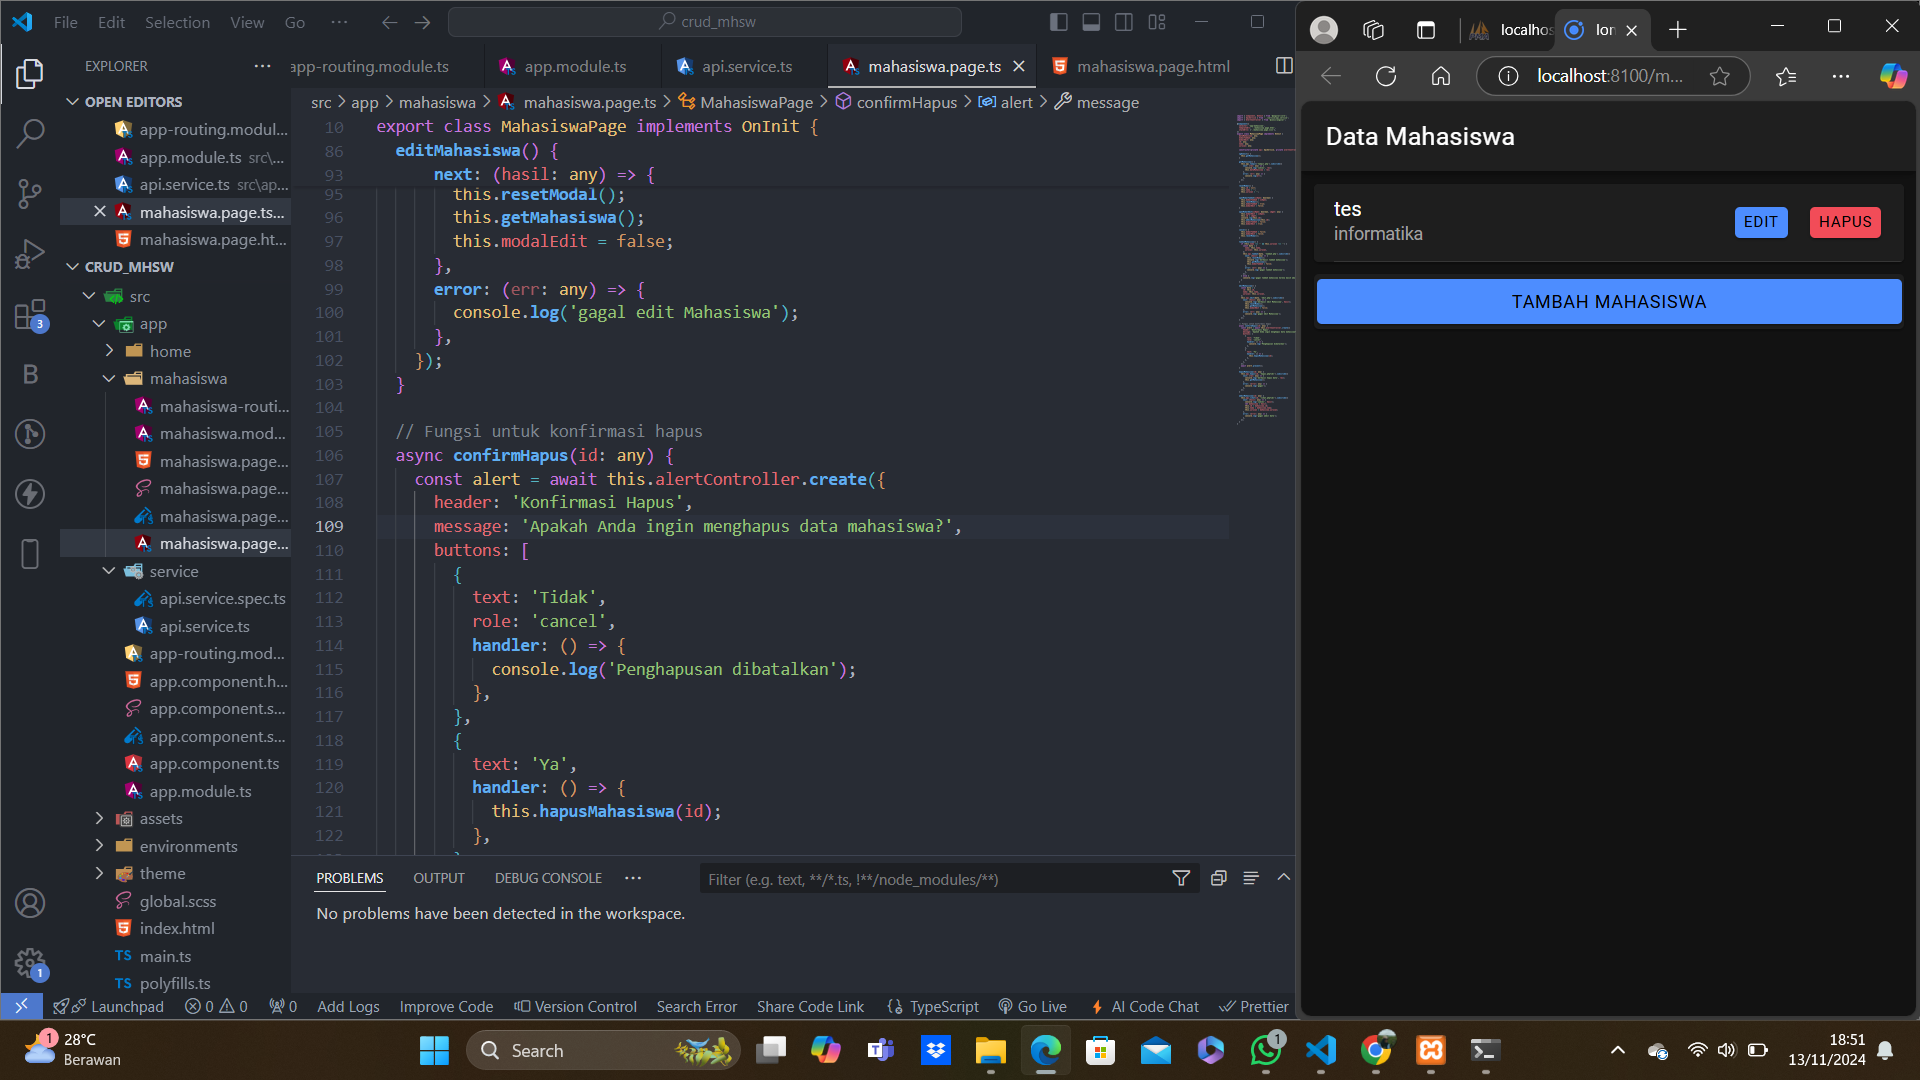 File Edit Selection View Go ··· crud_mhsw
EXPLORER ···
OPEN EDITORS
app-routing.modul...
app.module.ts src\...
api.service.ts src\ap...
mahasiswa.page.ts...
mahasiswa.page.ht...
CRUD_MHSW
src
app
home
mahasiswa
mahasiswa-routi...
mahasiswa.mod...
mahasiswa.page...
mahasiswa.page...
mahasiswa.page...
mahasiswa.page...
service
api.service.spec.ts
api.service.ts
app-routing.mod...
app.component.h...
app.component.s...
app.component.s...
app.component.ts
app.module.ts
assets
environments
theme
global.scss
index.html
TS main.ts
TS polyfills.ts
3
1
app-routing.module.ts app.module.ts api.service.ts mahasiswa.page.ts mahasiswa.page.html
src > app > mahasiswa > mahasiswa.page.ts > MahasiswaPage > confirmHapus > alert > message
10 export class MahasiswaPage implements OnInit {
86 editMahasiswa() {
93 next: (hasil: any) => {
95 this.resetModal();
96 this.getMahasiswa();
97 this.modalEdit = false;
98 },
99 error: (err: any) => {
100 console.log('gagal edit Mahasiswa');
101 },
102 });
103 }
104
105 // Fungsi untuk konfirmasi hapus
106 async confirmHapus(id: any) {
107 const alert = await this.alertController.create({
108 header: 'Konfirmasi Hapus',
109 message: 'Apakah Anda ingin menghapus data mahasiswa?',
110 buttons: [
111 {
112 text: 'Tidak',
113 role: 'cancel',
114 handler: () => {
115 console.log('Penghapusan dibatalkan');
116 },
117 },
118 {
119 text: 'Ya',
120 handler: () => {
121 this.hapusMahasiswa(id);
122 },
PROBLEMS OUTPUT DEBUG CONSOLE ··· Filter (e.g. text, **/*.ts, !**/node_modules/**)
No problems have been detected in the workspace.
Launchpad 0 0 0 Add Logs Improve Code Version Control Search Error Share Code Link TypeScript Go Live AI Code Chat Prettier
localhos lon
localhost:8100/m...
Data Mahasiswa
tes
informatika
EDIT HAPUS
TAMBAH MAHASISWA
1
28°C
Berawan
Search
1
18:51
13/11/2024